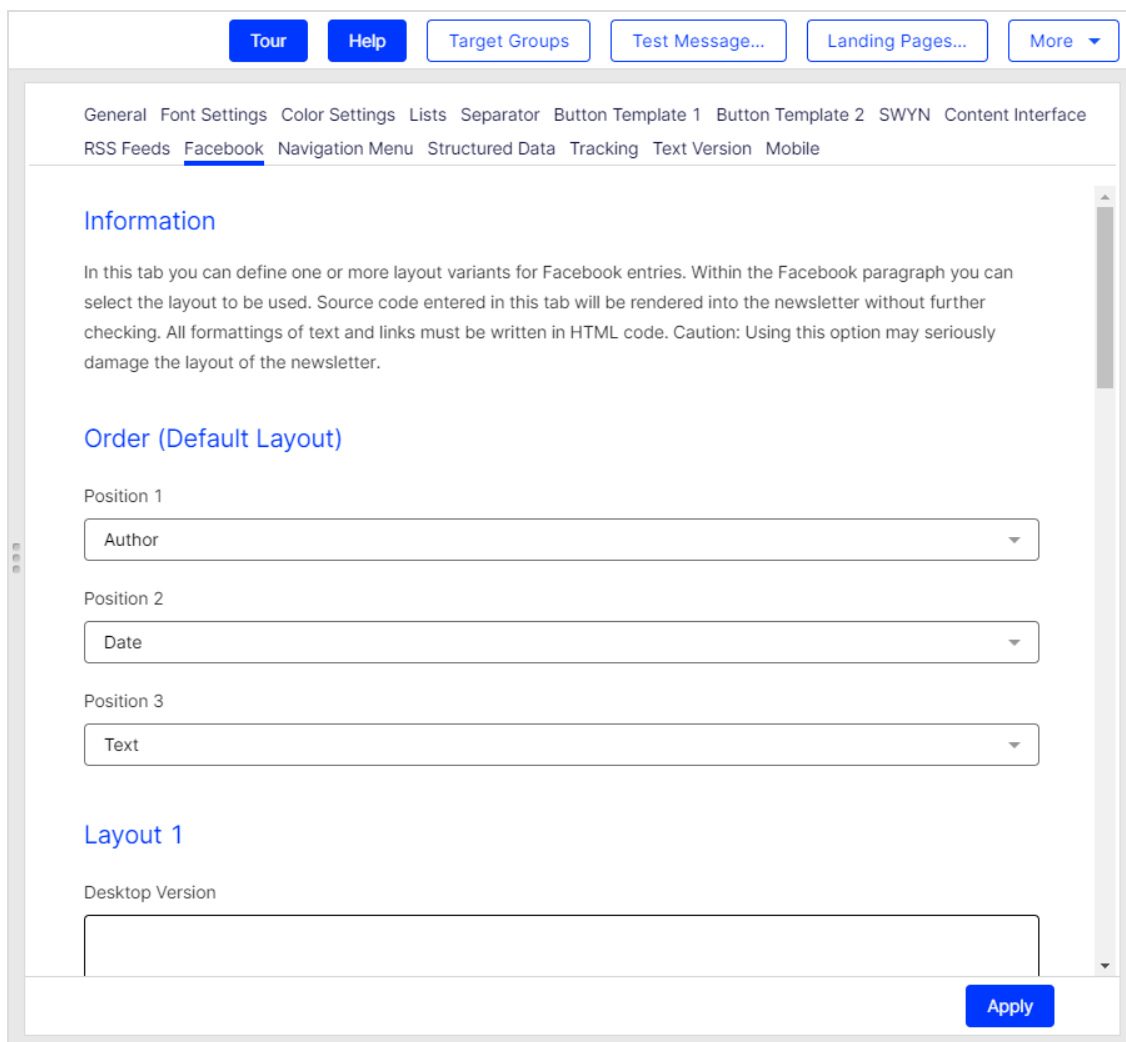 Tour Help Target Groups Test Message... Landing Pages... More
General Font Settings Color Settings Lists Separator Button Template 1 Button Template 2 SWYN Content Interface
RSS Feeds Facebook Navigation Menu Structured Data Tracking Text Version Mobile
Information
In this tab you can define one or more layout variants for Facebook entries. Within the Facebook paragraph you can
select the layout to be used. Source code entered in this tab will be rendered into the newsletter without further
checking. All formattings of text and links must be written in HTML code. Caution: Using this option may seriously
damage the layout of the newsletter.
Order (Default Layout)
Position 1
Author
Position 2
Date
Position 3
Text
Layout 1
Desktop Version
Apply